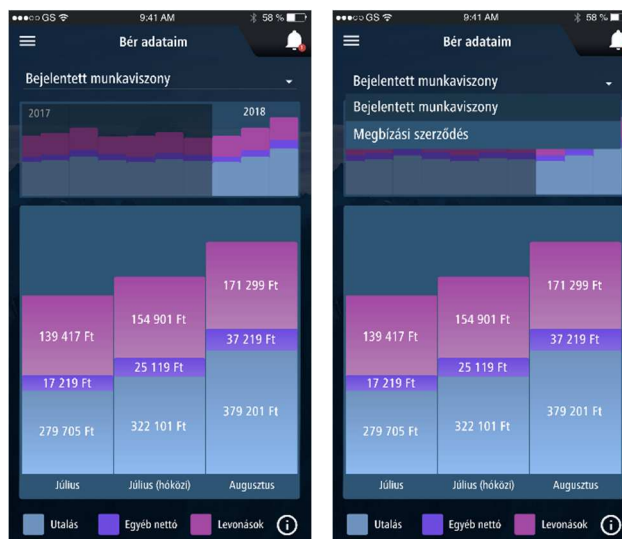 GS 9:41 AM 58 %
Bér adataim
Bejelentett munkaviszony
2017 2018
171 299 Ft
154 901 Ft
139 417 Ft
37 219 Ft
25 119 Ft
17 219 Ft
379 201 Ft
322 101 Ft
279 705 Ft
Július Július (hóközi) Augusztus
Utalás Egyéb nettó Levonások
GS 9:41 AM 58 %
Bér adataim
Bejelentett munkaviszony
Bejelentett munkaviszony
Megbízási szerződés
171 299 Ft
154 901 Ft
139 417 Ft
37 219 Ft
25 119 Ft
17 219 Ft
379 201 Ft
322 101 Ft
279 705 Ft
Július Július (hóközi) Augusztus
Utalás Egyéb nettó Levonások